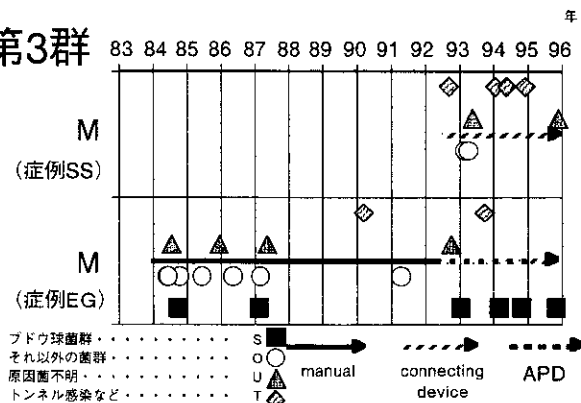 年
第3群 83 84 85 86 87 88 89 90 91 92 93 94 95 96
M
(症例SS)
M
(症例EG)
ブドウ球菌群・・・・・・・・・・ S
それ以外の菌群・・・・・・・・・ O
原因菌不明・・・・・・・・・・・ U
トンネル感染など・・・・・・・・ T
manual
connecting
device
APD